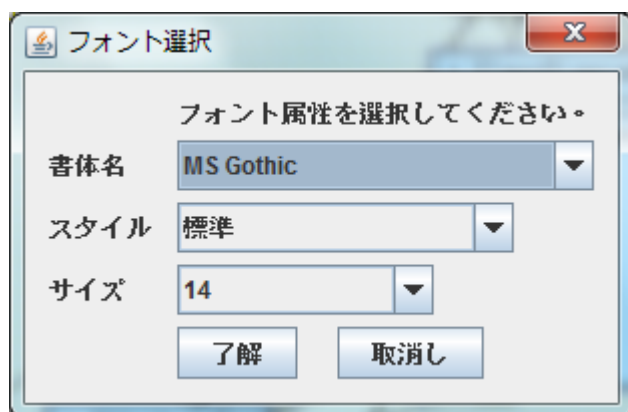 フォント選択
フォント属性を選択してください。
書体名 MS Gothic
スタイル 標準
サイズ 14
了解 取消し